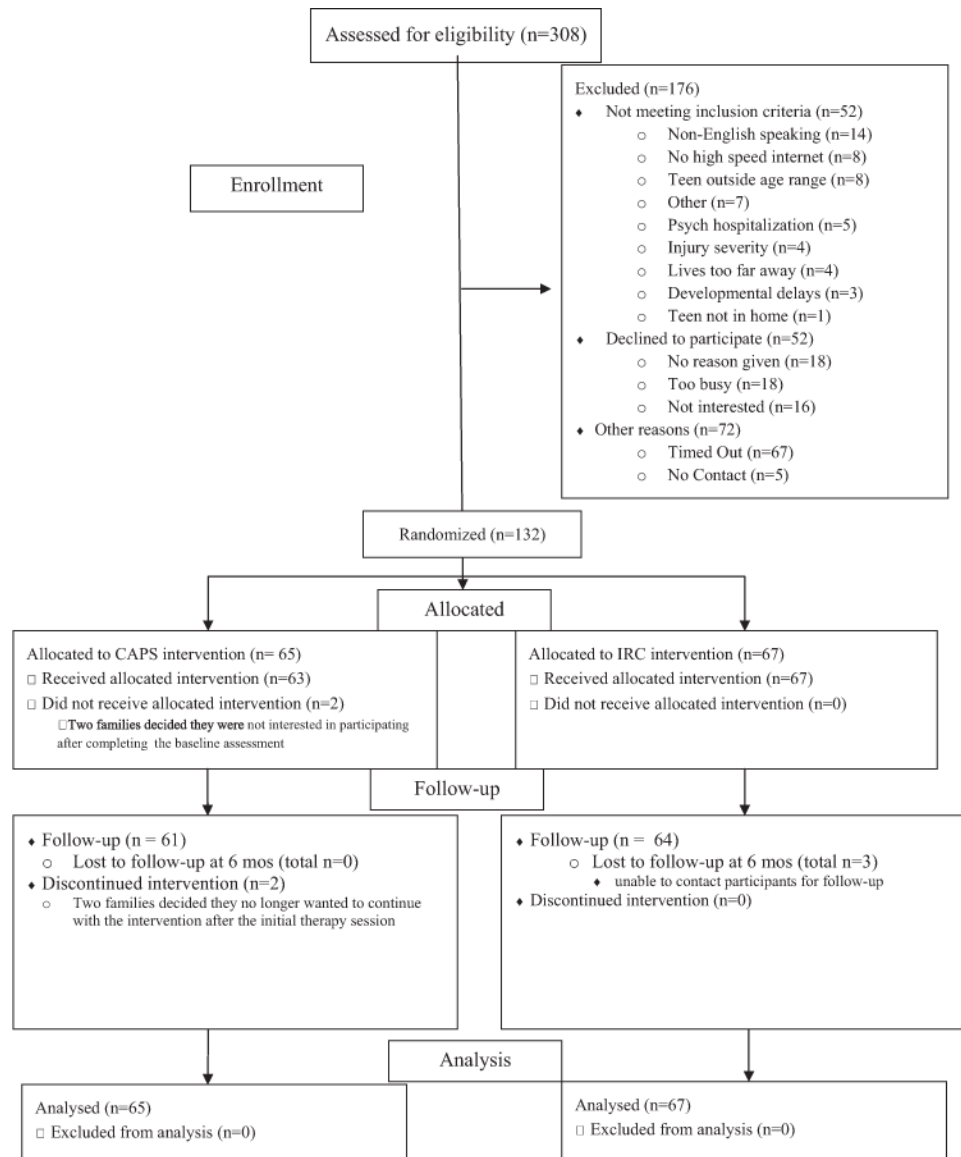 Assessed for eligibility (n=308)
Excluded (n=176)
♦ Not meeting inclusion criteria (n=52)
○ Non-English speaking (n=14)
○ No high speed internet (n=8)
○ Teen outside age range (n=8)
○ Other (n=7)
○ Psych hospitalization (n=5)
○ Injury severity (n=4)
○ Lives too far away (n=4)
○ Developmental delays (n=3)
○ Teen not in home (n=1)
♦ Declined to participate (n=52)
○ No reason given (n=18)
○ Too busy (n=18)
○ Not interested (n=16)
♦ Other reasons (n=72)
○ Timed Out (n=67)
○ No Contact (n=5)
Enrollment
Randomized (n=132)
Allocated
Allocated to CAPS intervention (n= 65)
□ Received allocated intervention (n=63)
□ Did not receive allocated intervention (n=2)
□Two families decided they were not interested in participating
after completing the baseline assessment
Allocated to IRC intervention (n=67)
□ Received allocated intervention (n=67)
□ Did not receive allocated intervention (n=0)
Follow-up
♦ Follow-up (n = 61)
○ Lost to follow-up at 6 mos (total n=0)
♦ Discontinued intervention (n=2)
○ Two families decided they no longer wanted to continue
with the intervention after the initial therapy session
♦ Follow-up (n = 64)
○ Lost to follow-up at 6 mos (total n=3)
♦ unable to contact participants for follow-up
♦ Discontinued intervention (n=0)
Analysis
Analysed (n=65)
□ Excluded from analysis (n=0)
Analysed (n=67)
□ Excluded from analysis (n=0)